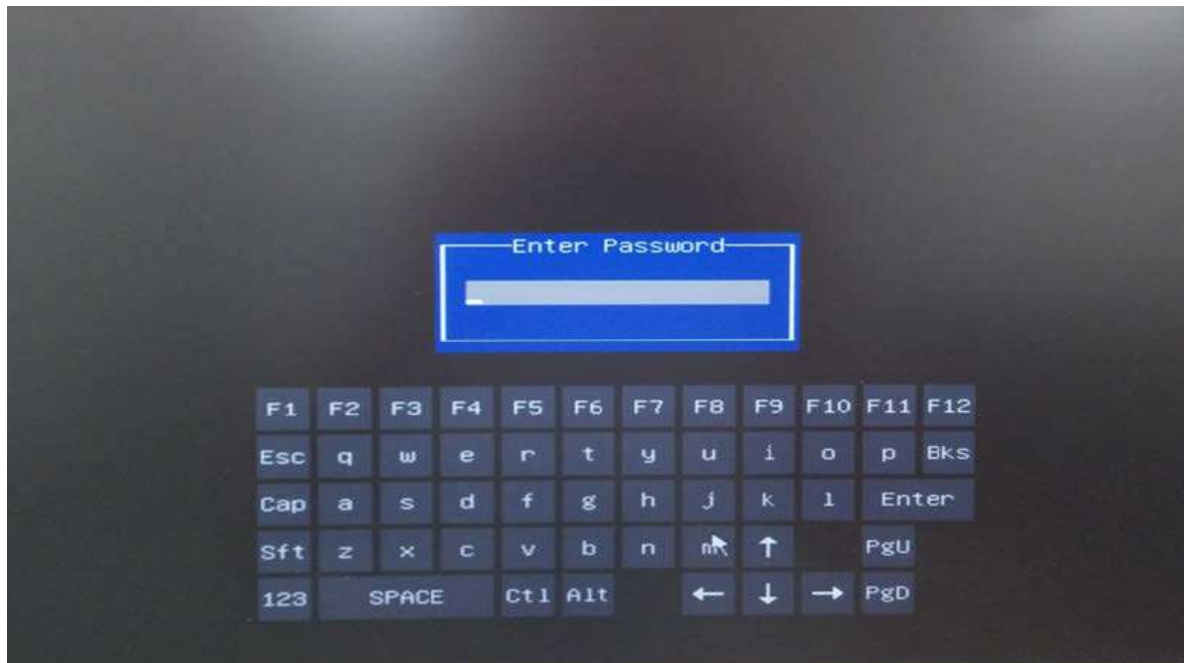 Enter Password
F1 F2 F3 F4 F5 F6 F7 F8 F9 F10 F11 F12
Esc q w e r t y u i o p Bks
Cap a s d f g h j k l Enter
Sft z x c v b n m ↑ PgU
123 SPACE Ctl Alt ← ↓ → PgD